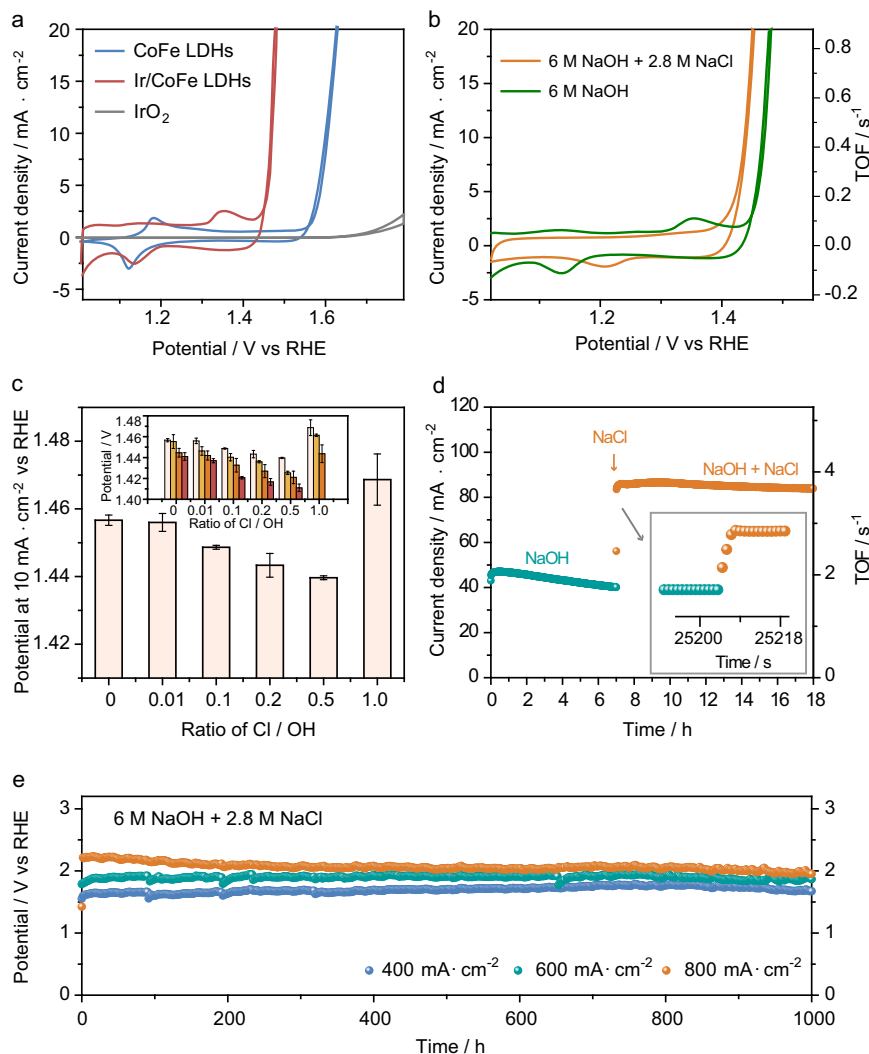 a
CoFe LDHs
Ir/CoFe LDHs
IrO₂
Current density / mA · cm⁻²
20
15
10
5
0
-5
1.2 1.4 1.6
Potential / V vs RHE
b
6 M NaOH + 2.8 M NaCl
6 M NaOH
Current density / mA · cm⁻²
20
15
10
5
0
-5
1.2 1.4
Potential / V vs RHE
0.8
0.6
0.4
0.2
0.0
-0.2
TOF / s⁻¹
c
Potential at 10 mA · cm⁻² vs RHE
1.48
1.46
1.44
1.42
0 0.01 0.1 0.2 0.5 1.0
Ratio of Cl / OH
Potential / V
1.48
1.46
1.44
1.42
1.40
0 0.01 0.1 0.2 0.5 1.0
Ratio of Cl / OH
d
Current density / mA · cm⁻²
120
100
80
60
40
20
0
NaCl
NaOH + NaCl
NaOH
25200 25218
Time / s
0 2 4 6 8 10 12 14 16 18
Time / h
4
2
0
TOF / s⁻¹
e
6 M NaOH + 2.8 M NaCl
Potential / V vs RHE
3
2
1
0
3
2
1
0
400 mA· cm⁻² 600 mA· cm⁻² 800 mA· cm⁻²
0 200 400 600 800 1000
Time / h